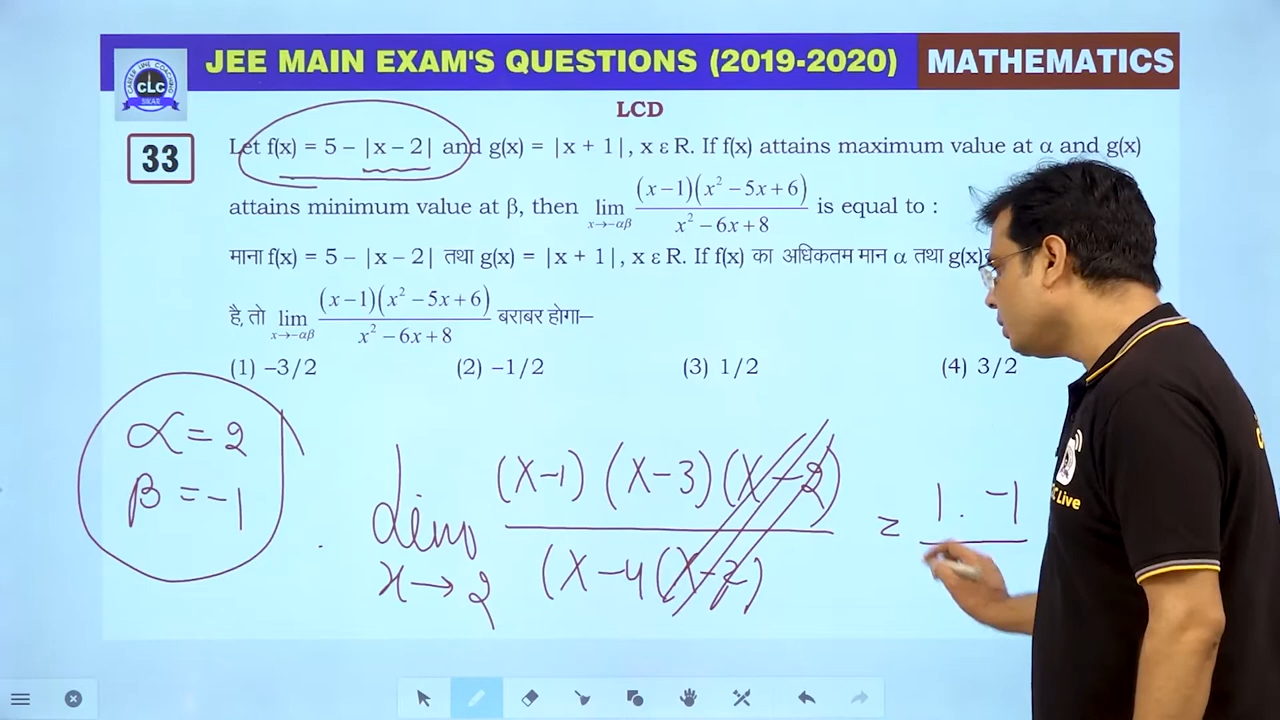 JEE MAIN EXAM'S QUESTIONS (2019-2020) MATHEMATICS
CLC
SIKAR
LCD
33
Let f(x) = 5 – |x – 2| and g(x) = |x + 1|, x ε R. If f(x) attains maximum value at α and g(x)
attains minimum value at β, then lim x→-αβ (x-1)(x² -5x+6) / x² -6x+8 is equal to :
माना f(x) = 5 – |x – 2| तथा g(x) = |x + 1|, x ε R. If f(x) का अधिकतम मान α तथा g(x)
है, तो lim x→-αβ (x-1)(x² -5x+6) / x² -6x+8 बराबर होगा–
(1) –3/2 (2) –1/2 (3) 1/2 (4) 3/2
α = 2
β = -1
lim x→2 (x-1) (x-3) (x-2) / (x-4 (x-2) = 1 . -1
Live